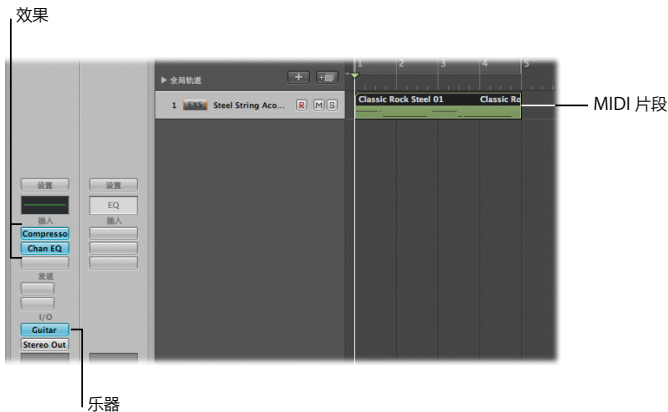 效果
1 2 3 4 5
▶ 全局轨道
1 EXS Steel String Aco... R M S
Classic Rock Steel 01 Classic Ro
MIDI 片段
设置 设置
EQ
插入 插入
Compresso
Chan EQ
发送
I/O
Guitar
Stereo Out
乐器